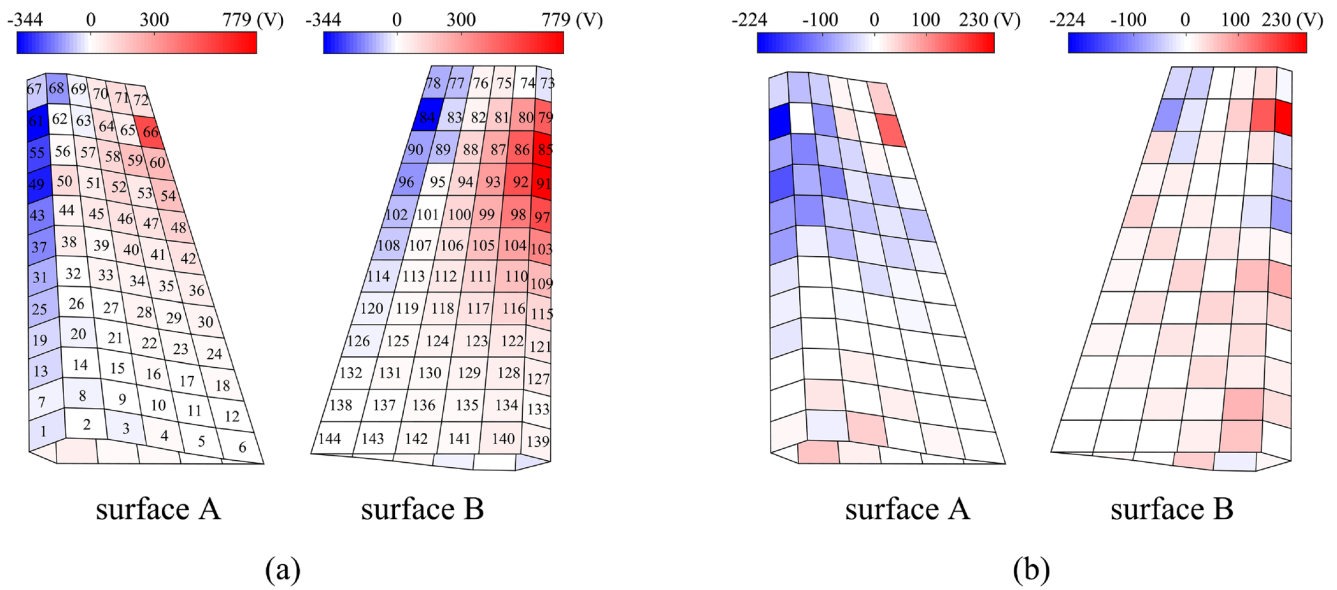 -344 0 300 779 (V)
-344 0 300 779 (V)
-224 -100 0 100 230 (V)
-224 -100 0 100 230 (V)
67 68 69 70 71 72
61 62 63 64 65 66
55 56 57 58 59 60
49 50 51 52 53 54
43 44 45 46 47 48
37 38 39 40 41 42
31 32 33 34 35 36
25 26 27 28 29 30
19 20 21 22 23 24
13 14 15 16 17 18
7 8 9 10 11 12
1 2 3 4 5 6
78 77 76 75 74 73
84 83 82 81 80 79
90 89 88 87 86 85
96 95 94 93 92 91
102 101 100 99 98 97
108 107 106 105 104 103
114 113 112 111 110 109
120 119 118 117 116 115
126 125 124 123 122 121
132 131 130 129 128 127
138 137 136 135 134 133
144 143 142 141 140 139
surface A
surface B
surface A
surface B
(a)
(b)